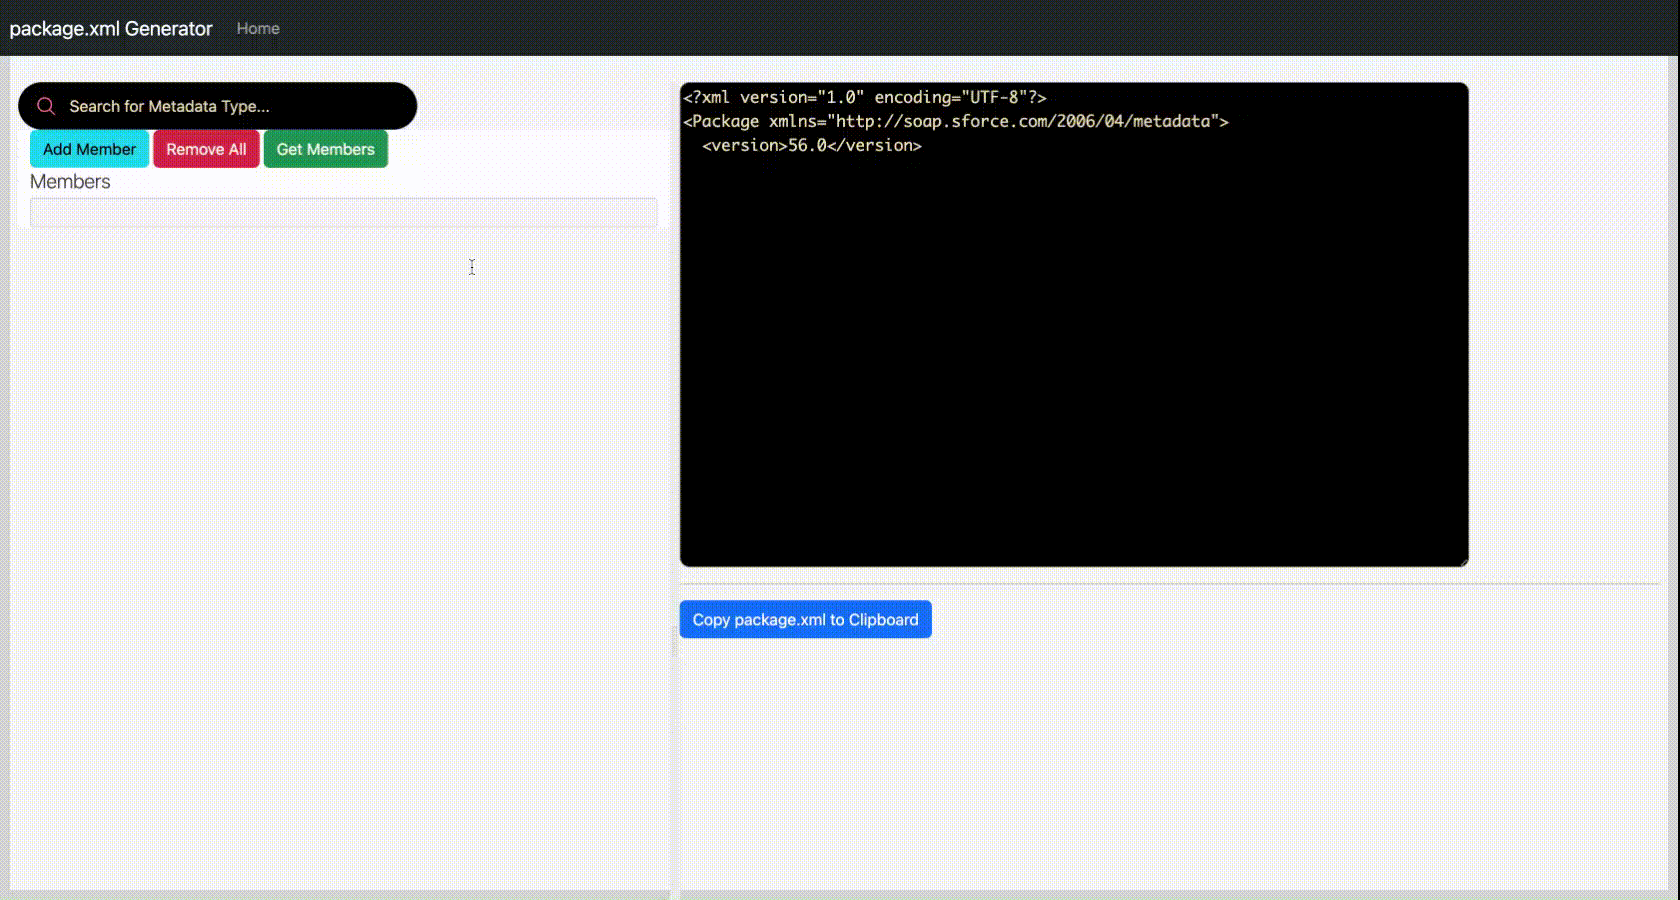 package.xml Generator Home
Search for Metadata Type...
Add Member Remove All Get Members
Members
<?xml version="1.0" encoding="UTF-8"?>
<Package xmlns="http://soap.sforce.com/2006/04/metadata">
  <version>56.0</version>
Copy package.xml to Clipboard